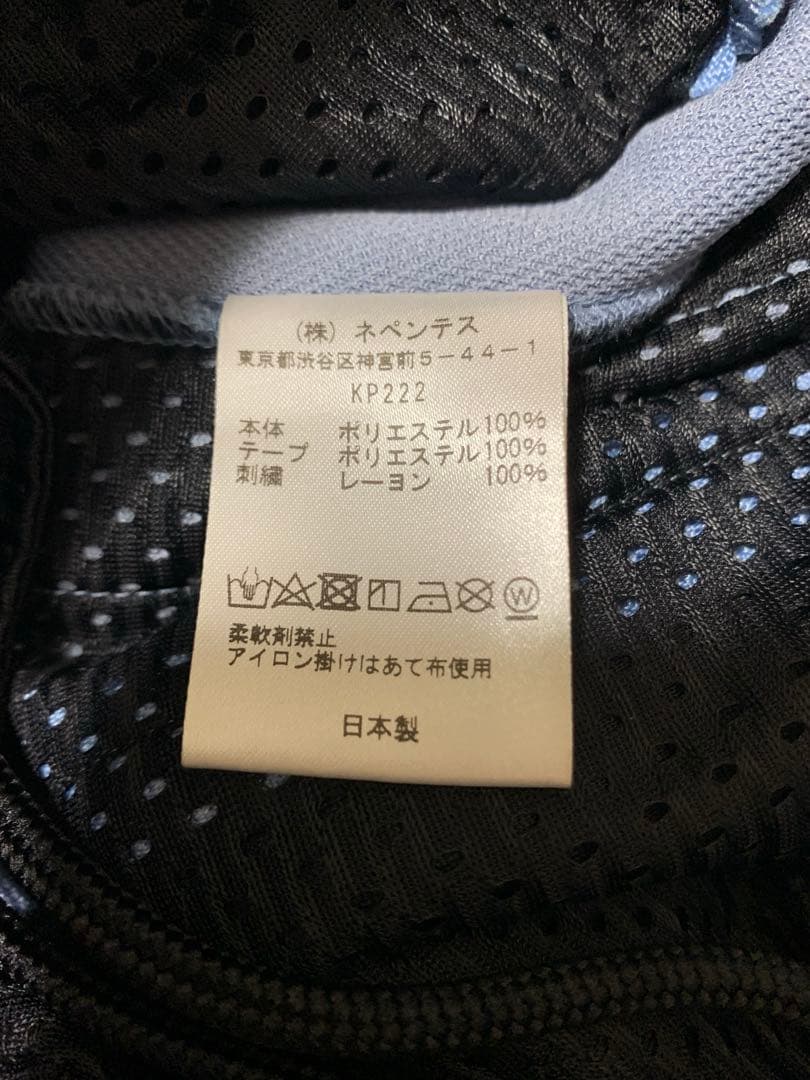 (株) ネペンテス
東京都渋谷区神宮前5-44-1
KP222
本体 ポリエステル100%
テープ ポリエステル100%
刺繍 レーヨン 100%
W
柔軟剤禁止
アイロン掛けはあて布使用
日本製